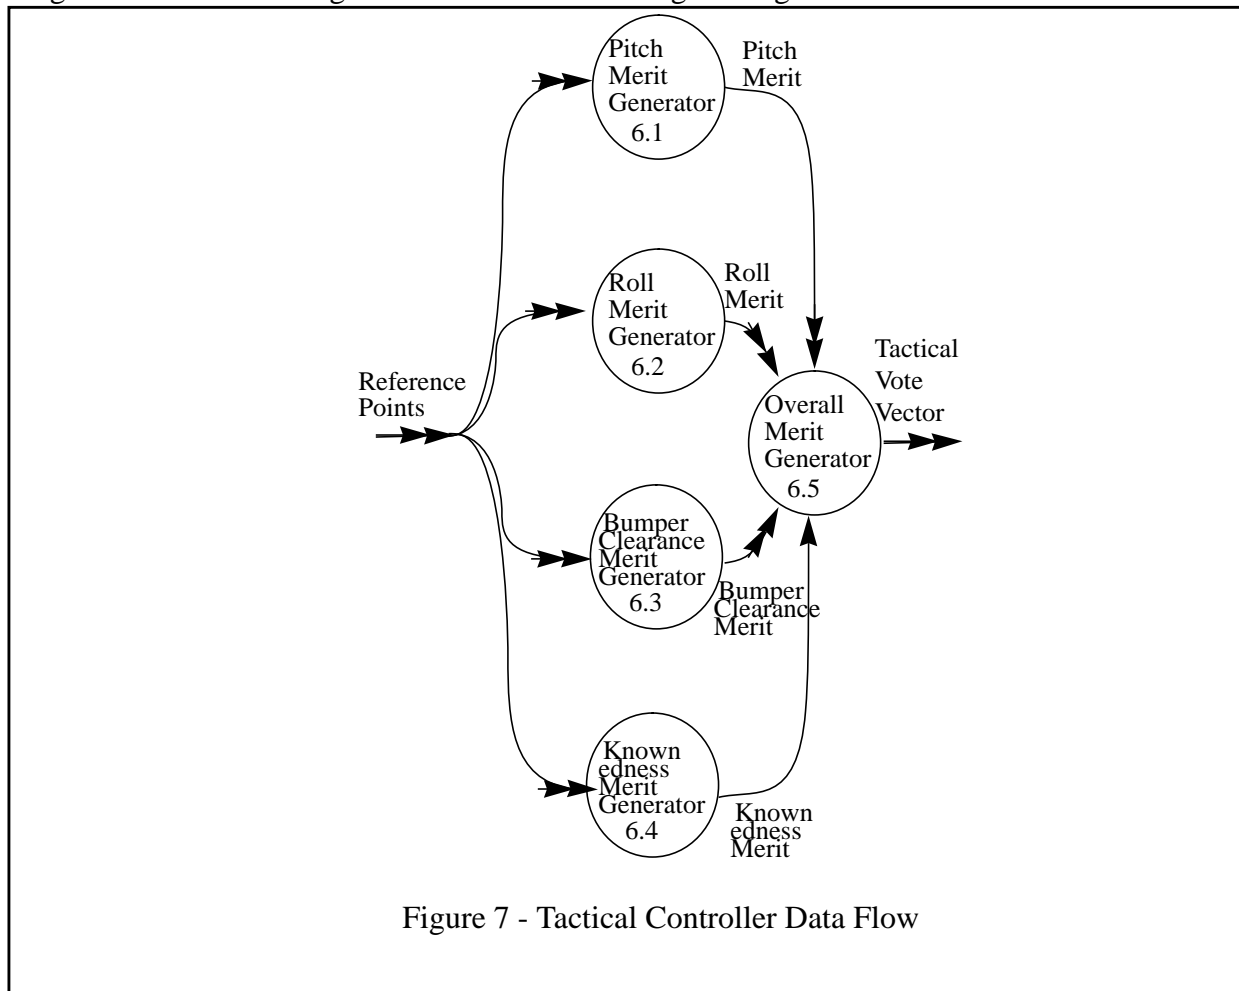 Pitch
Merit
Generator
6.1
Pitch
Merit
Roll
Merit
Generator
6.2
Roll
Merit
Reference
Points
Overall
Merit
Generator
6.5
Tactical
Vote
Vector
Bumper
Clearance
Merit
Generator
6.3
Bumper
Clearance
Merit
Known
edness
Merit
Generator
6.4
Known
edness
Merit
Figure 7 - Tactical Controller Data Flow